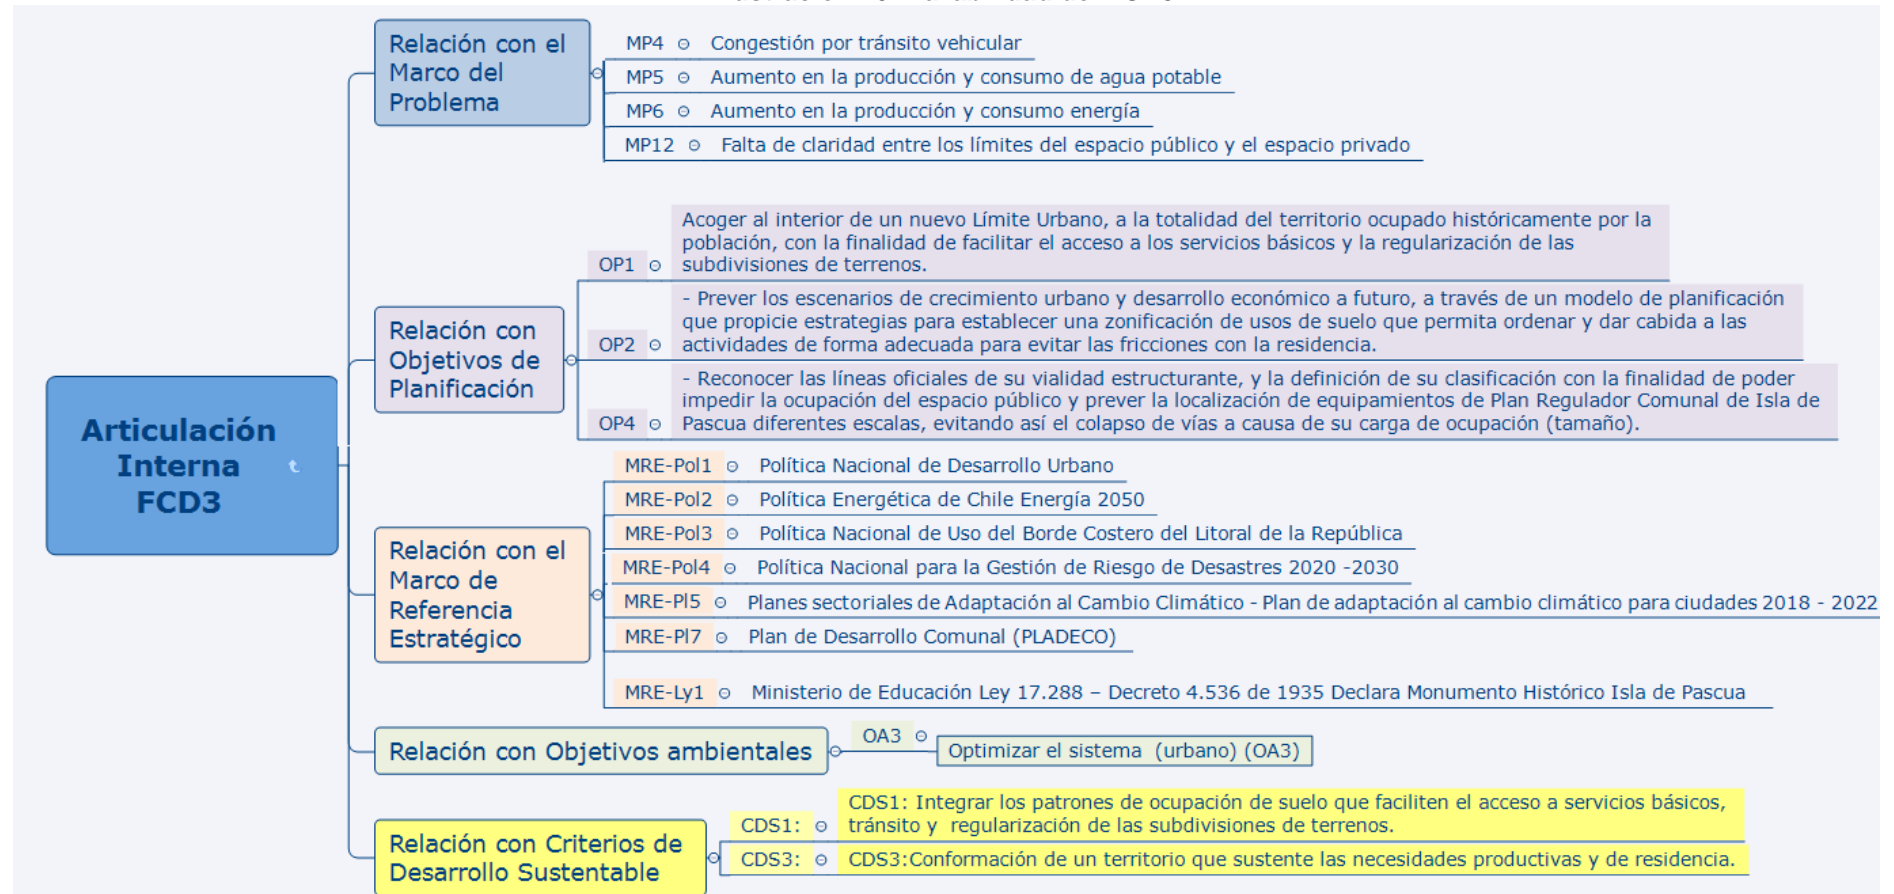 Articulación
Interna
FCD3
Relación con el
Marco del
Problema
MP4 Congestión por tránsito vehicular
MP5 Aumento en la producción y consumo de agua potable
MP6 Aumento en la producción y consumo energía
MP12 Falta de claridad entre los límites del espacio público y el espacio privado
Relación con
Objetivos de
Planificación
OP1
Acoger al interior de un nuevo Límite Urbano, a la totalidad del territorio ocupado históricamente por la
población, con la finalidad de facilitar el acceso a los servicios básicos y la regularización de las
subdivisiones de terrenos.
OP2
- Prever los escenarios de crecimiento urbano y desarrollo económico a futuro, a través de un modelo de planificación
que propicie estrategias para establecer una zonificación de usos de suelo que permita ordenar y dar cabida a las
actividades de forma adecuada para evitar las fricciones con la residencia.
OP4
- Reconocer las líneas oficiales de su vialidad estructurante, y la definición de su clasificación con la finalidad de poder
impedir la ocupación del espacio público y prever la localización de equipamientos de Plan Regulador Comunal de Isla de
Pascua diferentes escalas, evitando así el colapso de vías a causa de su carga de ocupación (tamaño).
Relación con el
Marco de
Referencia
Estratégico
MRE-Pol1 Política Nacional de Desarrollo Urbano
MRE-Pol2 Política Energética de Chile Energía 2050
MRE-Pol3 Política Nacional de Uso del Borde Costero del Litoral de la República
MRE-Pol4 Política Nacional para la Gestión de Riesgo de Desastres 2020 -2030
MRE-Pl5 Planes sectoriales de Adaptación al Cambio Climático - Plan de adaptación al cambio climático para ciudades 2018 - 2022
MRE-Pl7 Plan de Desarrollo Comunal (PLADECO)
MRE-Ly1 Ministerio de Educación Ley 17.288 – Decreto 4.536 de 1935 Declara Monumento Histórico Isla de Pascua
Relación con Objetivos ambientales
OA3
Optimizar el sistema (urbano) (OA3)
Relación con Criterios de
Desarrollo Sustentable
CDS1:
CDS1: Integrar los patrones de ocupación de suelo que faciliten el acceso a servicios básicos,
tránsito y regularización de las subdivisiones de terrenos.
CDS3: CDS3:Conformación de un territorio que sustente las necesidades productivas y de residencia.